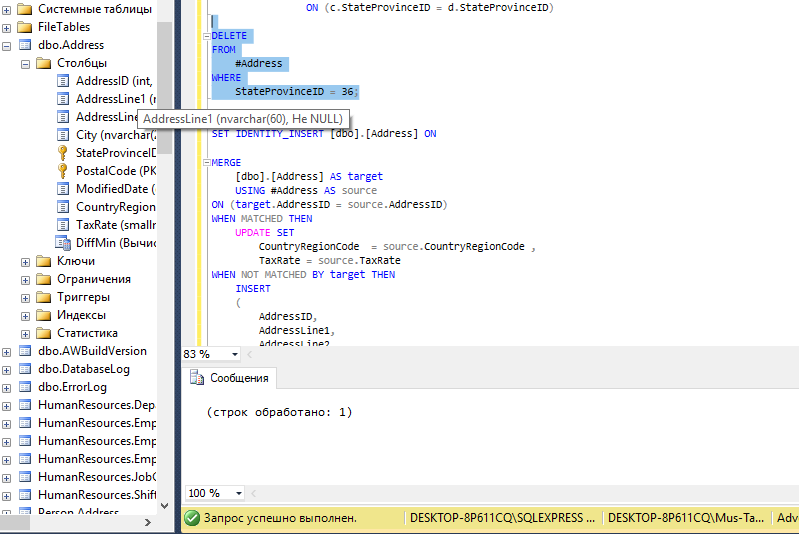 Системные таблицы
FileTables
dbo.Address
Столбцы
AddressID (int,
AddressLine1 (n
AddressLine
City (nvarchar(2
StateProvinceID
PostalCode (PK
ModifiedDate (
CountryRegion
TaxRate (smallm
DiffMin (Вычис
Ключи
Ограничения
Триггеры
Индексы
Статистика
dbo.AWBuildVersion
dbo.DatabaseLog
dbo.ErrorLog
HumanResources.Depa
HumanResources.Emp
HumanResources.Emp
HumanResources.Emp
HumanResources.JobC
HumanResources.Shift
Person.Address
AddressLine1 (nvarchar(60), Не NULL)
ON (c.StateProvinceID = d.StateProvinceID)
DELETE
FROM
#Address
WHERE
StateProvinceID = 36;
SET IDENTITY_INSERT [dbo].[Address] ON
MERGE
[dbo].[Address] AS target
USING #Address AS source
ON (target.AddressID = source.AddressID)
WHEN MATCHED THEN
UPDATE SET
CountryRegionCode  = source.CountryRegionCode ,
TaxRate = source.TaxRate
WHEN NOT MATCHED BY target THEN
INSERT
(
AddressID,
AddressLine1,
AddressLine2
83 %
Сообщения
(строк обработано: 1)
100 %
Запрос успешно выполнен.
DESKTOP-8P611CQ\SQLEXPRESS ...
DESKTOP-8P611CQ\Mus-Ta...
Adv